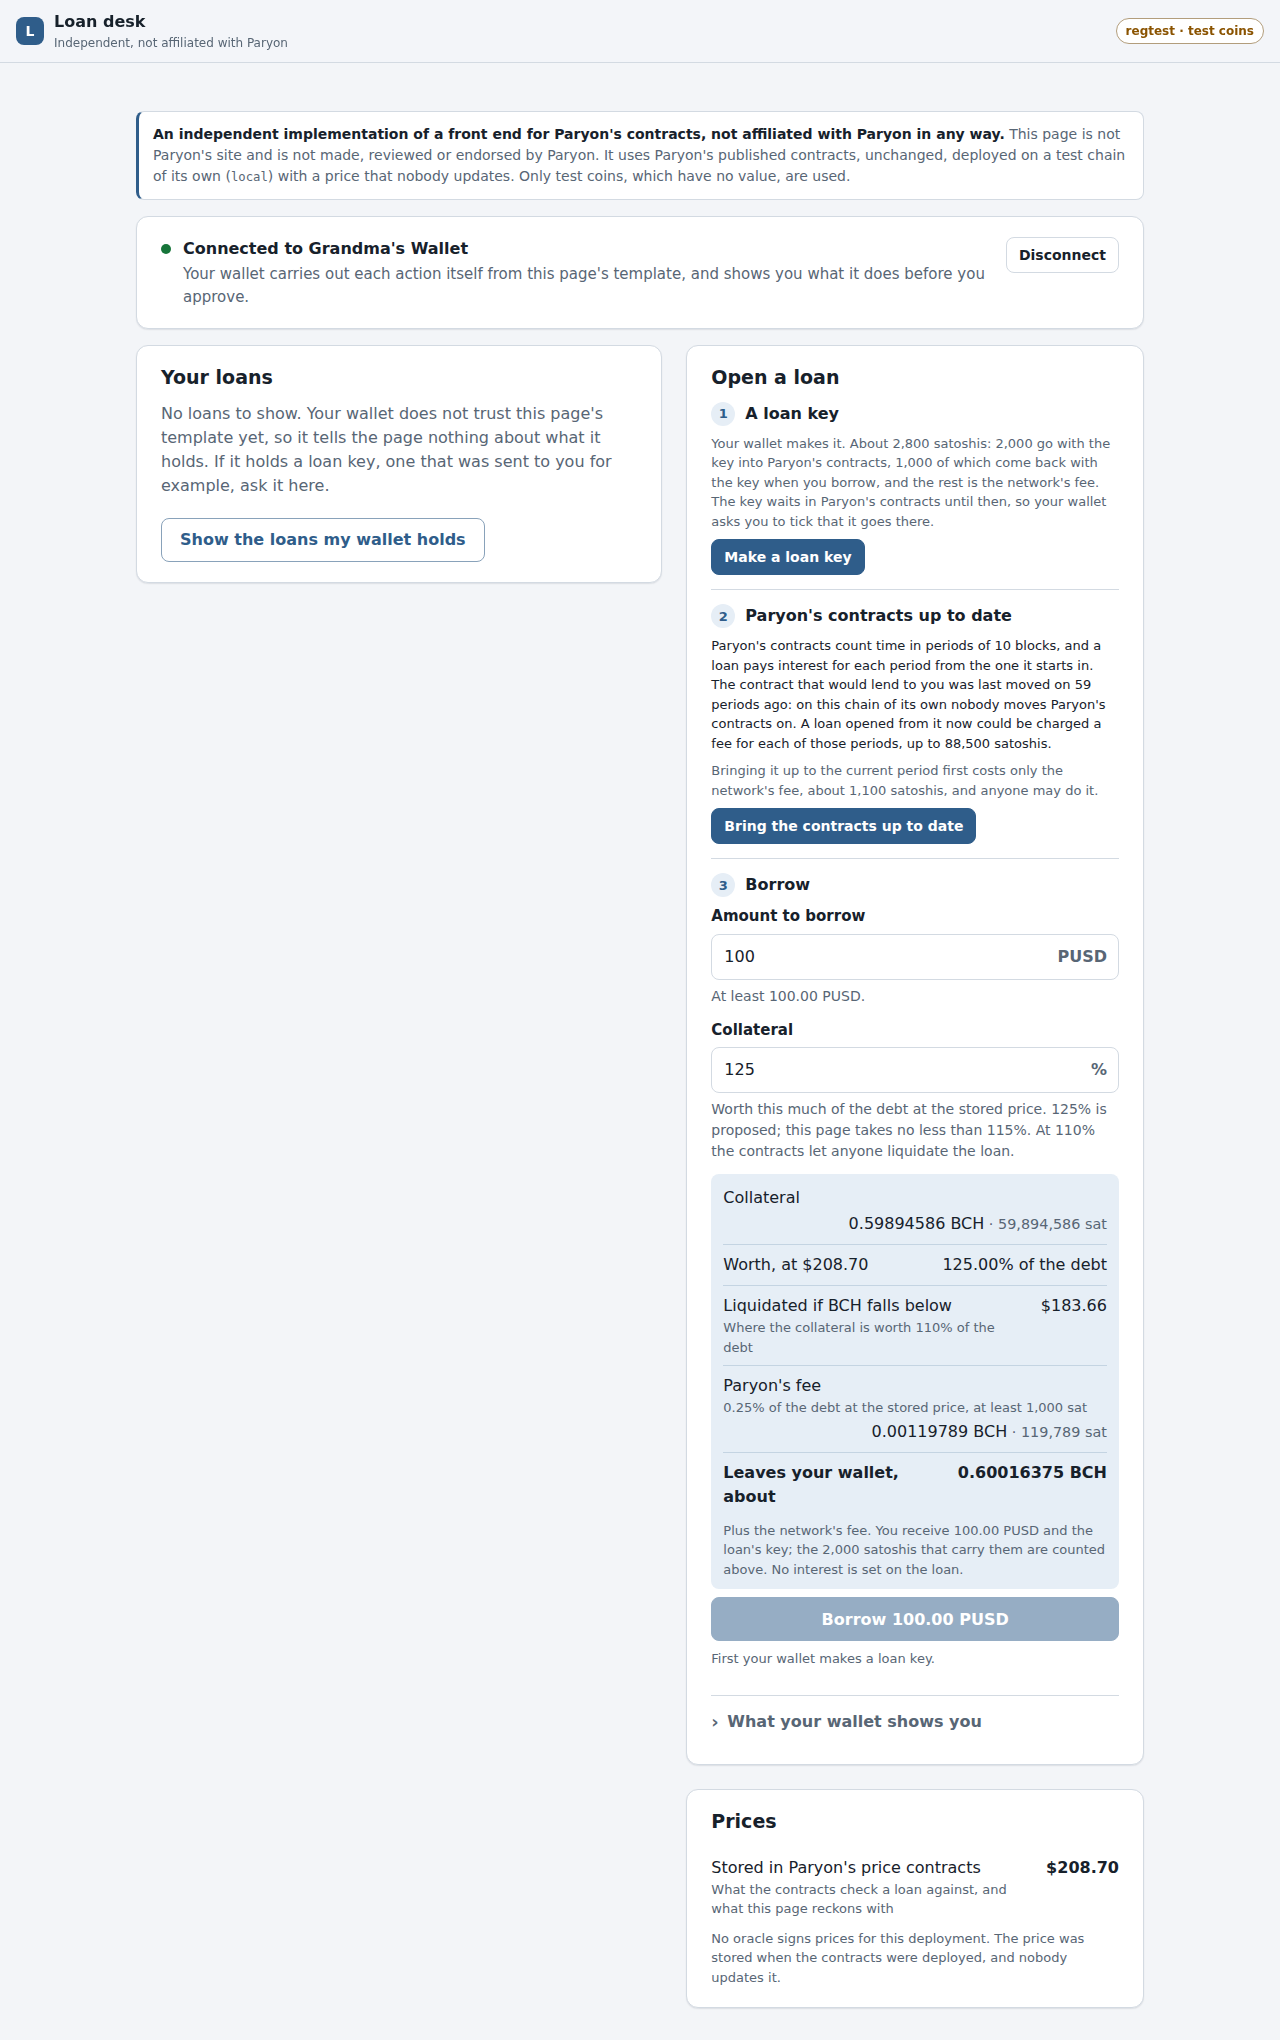 L
Loan desk
Independent, not affiliated with Paryon
regtest · test coins
An independent implementation of a front end for Paryon's contracts, not affiliated with Paryon in any way. This page is not
Paryon's site and is not made, reviewed or endorsed by Paryon. It uses Paryon's published contracts, unchanged, deployed on a test chain
of its own (local) with a price that nobody updates. Only test coins, which have no value, are used.
Connected to Grandma's Wallet
Your wallet carries out each action itself from this page's template, and shows you what it does before you
approve.
Disconnect
Your loans
No loans to show. Your wallet does not trust this page's
template yet, so it tells the page nothing about what it
holds. If it holds a loan key, one that was sent to you for
example, ask it here.
Show the loans my wallet holds
Open a loan
1 A loan key
Your wallet makes it. About 2,800 satoshis: 2,000 go with the
key into Paryon's contracts, 1,000 of which come back with
the key when you borrow, and the rest is the network's fee.
The key waits in Paryon's contracts until then, so your wallet
asks you to tick that it goes there.
Make a loan key
2 Paryon's contracts up to date
Paryon's contracts count time in periods of 10 blocks, and a
loan pays interest for each period from the one it starts in.
The contract that would lend to you was last moved on 59
periods ago: on this chain of its own nobody moves Paryon's
contracts on. A loan opened from it now could be charged a
fee for each of those periods, up to 88,500 satoshis.
Bringing it up to the current period first costs only the
network's fee, about 1,100 satoshis, and anyone may do it.
Bring the contracts up to date
3 Borrow
Amount to borrow
100 PUSD
At least 100.00 PUSD.
Collateral
125 %
Worth this much of the debt at the stored price. 125% is
proposed; this page takes no less than 115%. At 110%
the contracts let anyone liquidate the loan.
Collateral
0.59894586 BCH · 59,894,586 sat
Worth, at $208.70 125.00% of the debt
Liquidated if BCH falls below $183.66
Where the collateral is worth 110% of the
debt
Paryon's fee
0.25% of the debt at the stored price, at least 1,000 sat
0.00119789 BCH · 119,789 sat
Leaves your wallet, 0.60016375 BCH
about
Plus the network's fee. You receive 100.00 PUSD and the
loan's key; the 2,000 satoshis that carry them are counted
above. No interest is set on the loan.
Borrow 100.00 PUSD
First your wallet makes a loan key.
› What your wallet shows you
Prices
Stored in Paryon's price contracts $208.70
What the contracts check a loan against, and
what this page reckons with
No oracle signs prices for this deployment. The price was
stored when the contracts were deployed, and nobody
updates it.